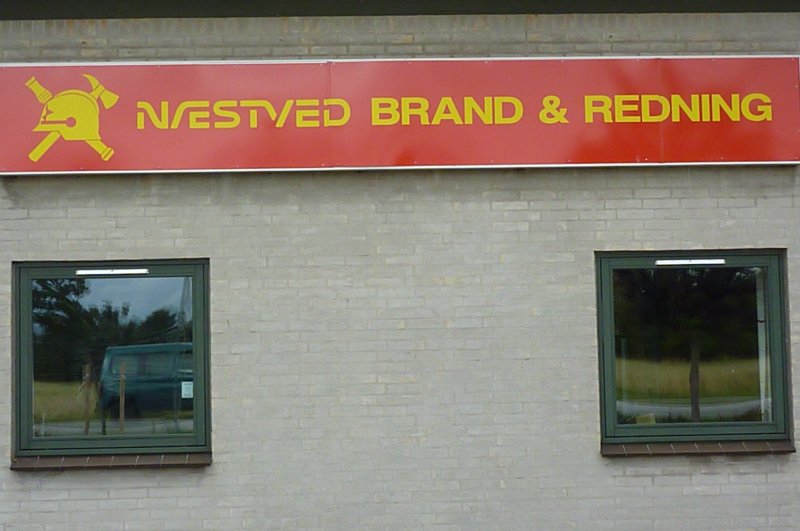 NÆSTVED BRAND & REDNING